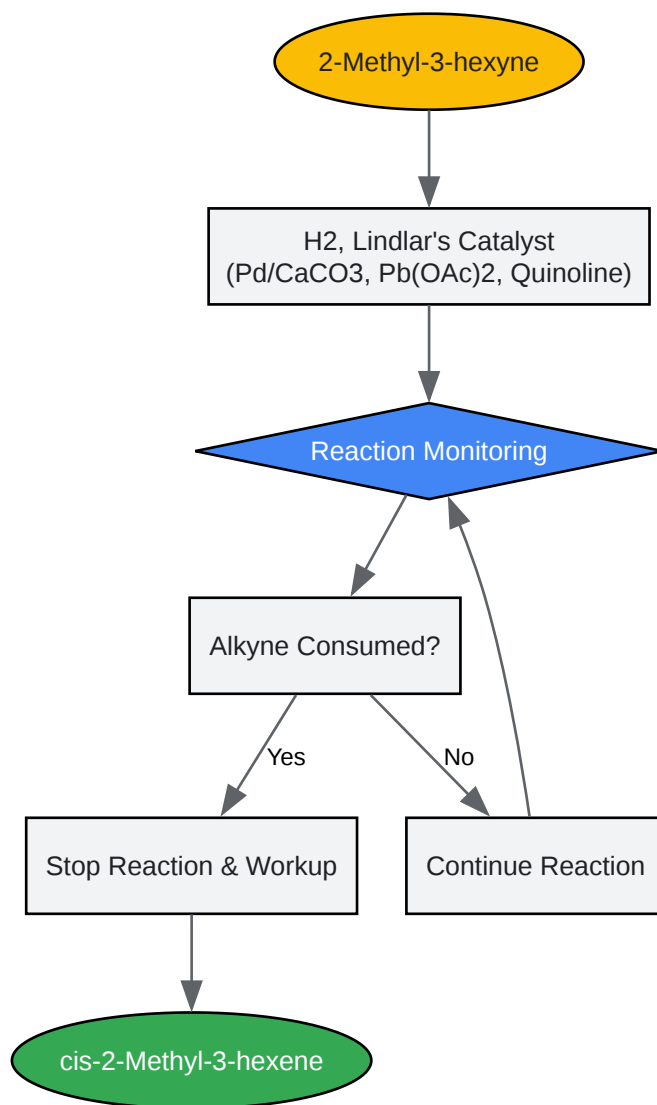 2-Methyl-3-hexyne
H2, Lindlar's Catalyst
(Pd/CaCO3, Pb(OAc)2, Quinoline)
Reaction Monitoring
Alkyne Consumed?
Yes
No
Stop Reaction & Workup
Continue Reaction
cis-2-Methyl-3-hexene